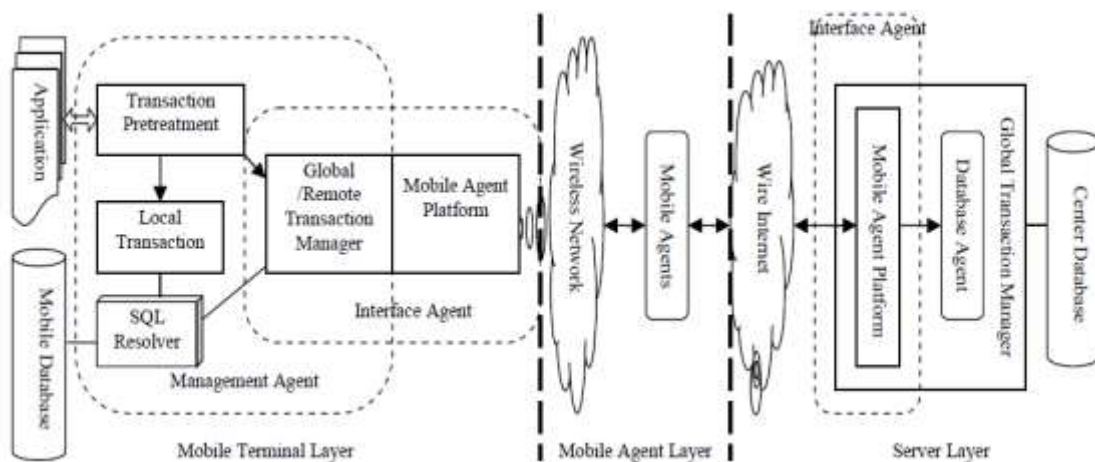 Interface Agent
Application
Transaction
Pretreatment
Global
/Remote
Transaction
Manager
Mobile Agent
Platform
Local
Transaction
SQL
Resolver
Mobile Database
Interface Agent
Management Agent
Mobile Terminal Layer
Wireless Network
Mobile Agents
Mobile Agent Layer
Wire Internet
Mobile Agent Platform
Database Agent
Global Transaction Manager
Center Database
Server Layer